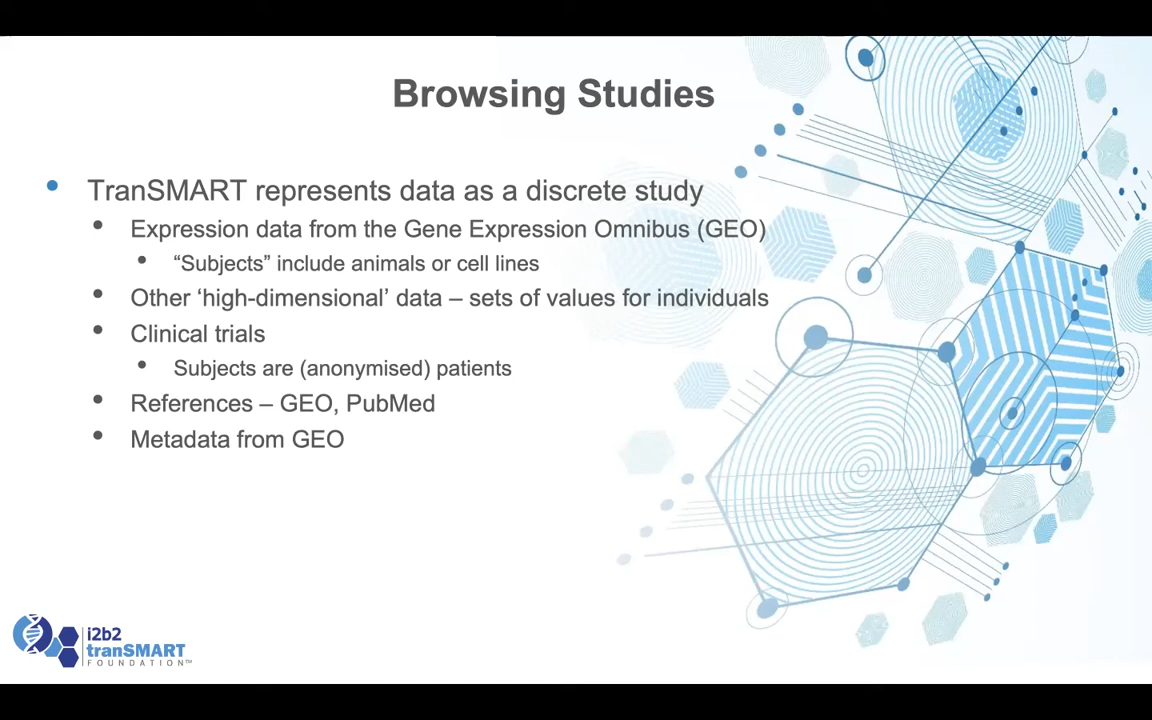 Browsing Studies
• TranSMART represents data as a discrete study
• Expression data from the Gene Expression Omnibus (GEO)
• “Subjects” include animals or cell lines
• Other ‘high-dimensional’ data – sets of values for individuals
• Clinical trials
• Subjects are (anonymised) patients
• References – GEO, PubMed
• Metadata from GEO
i2b2
tranSMART
FOUNDATION™